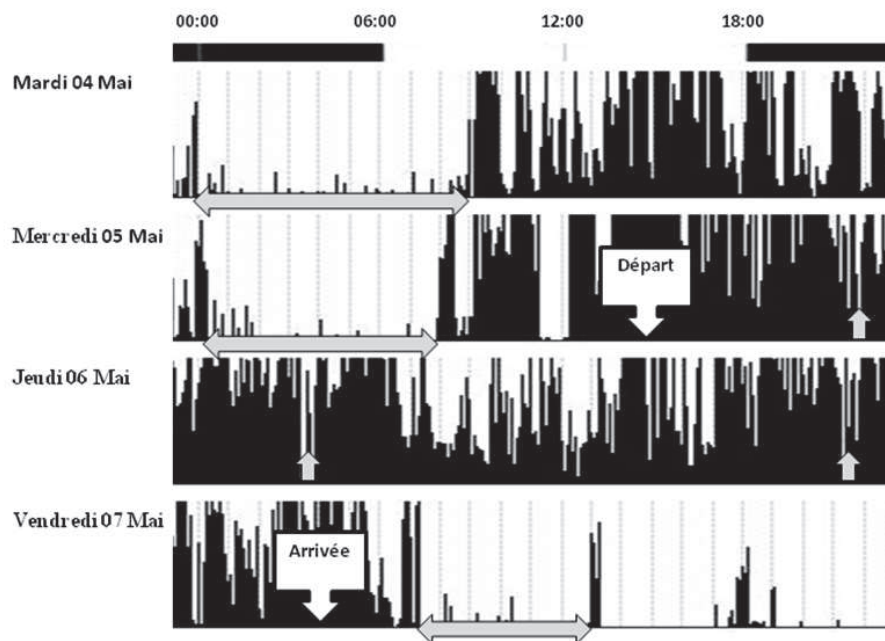 00:00 06:00 12:00 18:00
Mardi 04 Mai
Mercredi 05 Mai
Départ
Jeudi 06 Mai
Vendredi 07 Mai
Arrivée